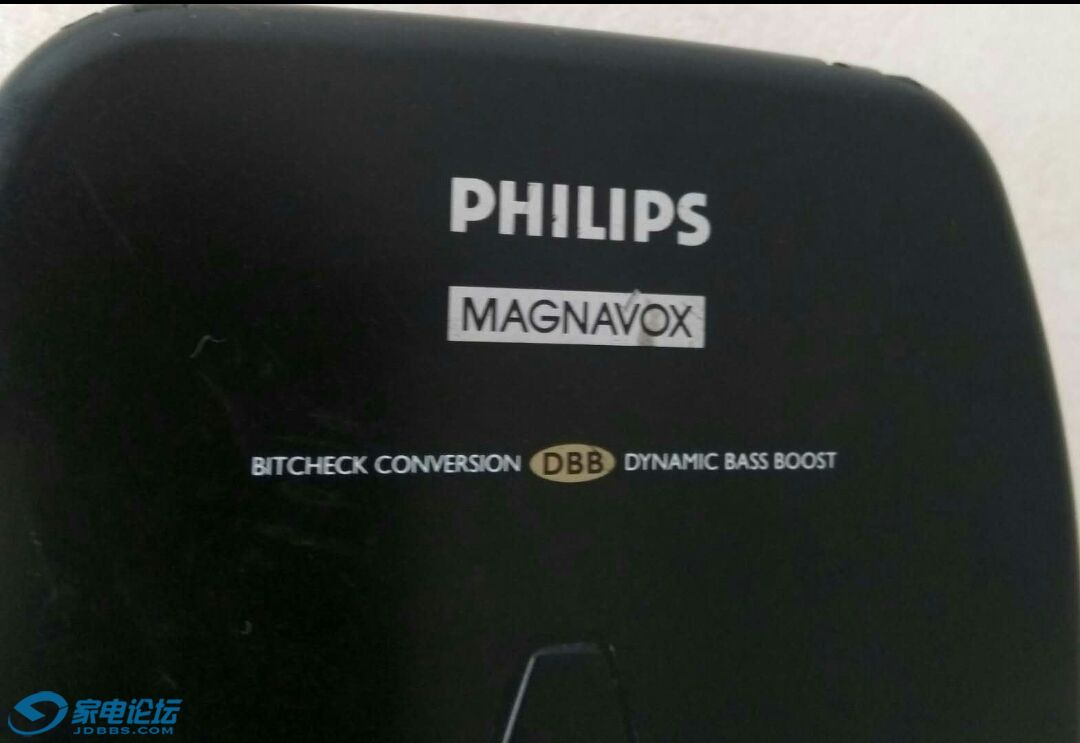 PHILIPS
MAGNAVOX
BITCHECK CONVERSION DBB DYNAMIC BASS BOOST
家电论坛
JDBBS.COM